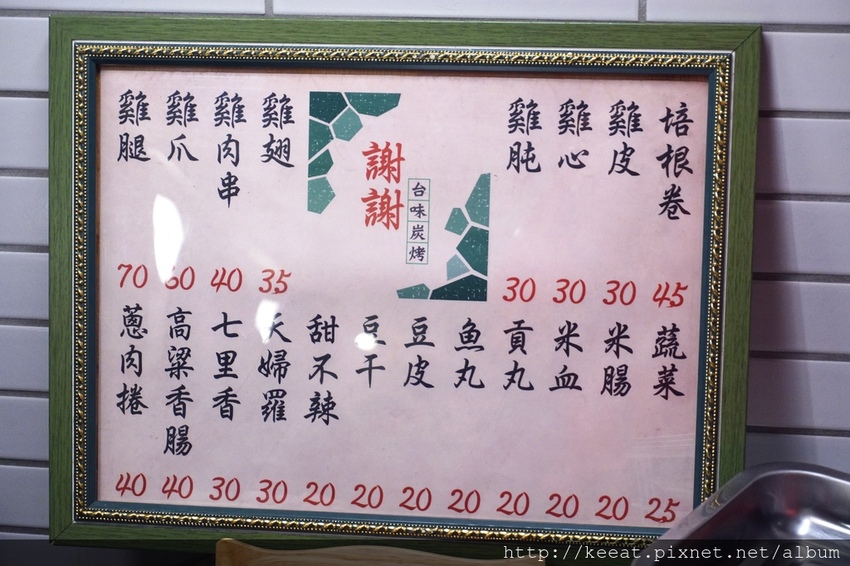 培根卷
45
雞皮
30
雞心
30
雞肫
30
謝謝
台味炭烤
雞翅
35
雞肉串
40
雞爪
雞腿
70
蔬菜
25
米腸
20
米血
20
貢丸
20
魚丸
20
豆皮
20
豆干
20
甜不辣
20
天婦羅
30
七里香
30
高粱香腸
40
蔥肉捲
40
http://keeat.pixnet.net/album